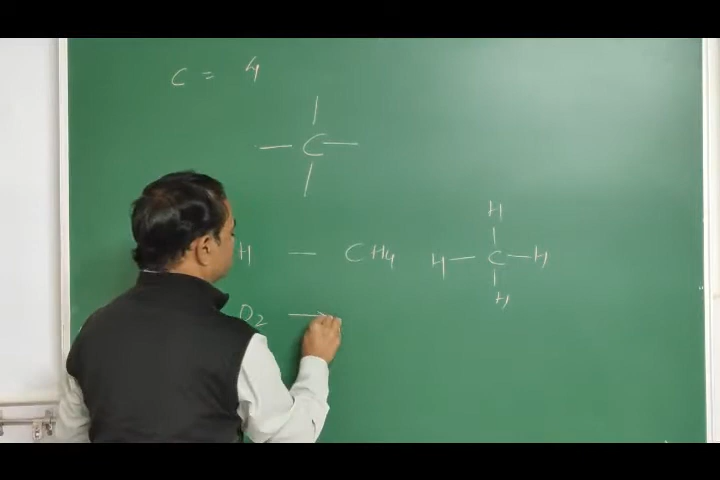 C = 4
C
H — CH4
H
H — C — H
H
O2 →